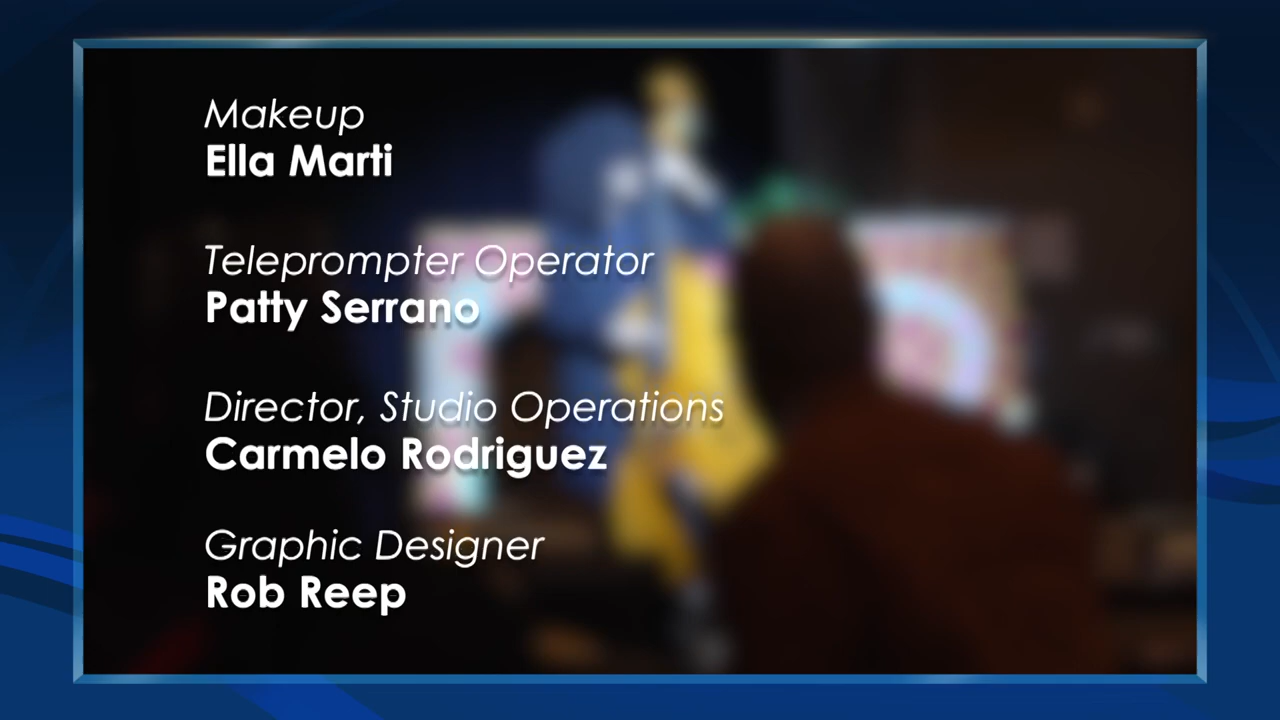 Makeup
Ella Marti
Teleprompter Operator
Patty Serrano
Director, Studio Operations
Carmelo Rodriguez
Graphic Designer
Rob Reep